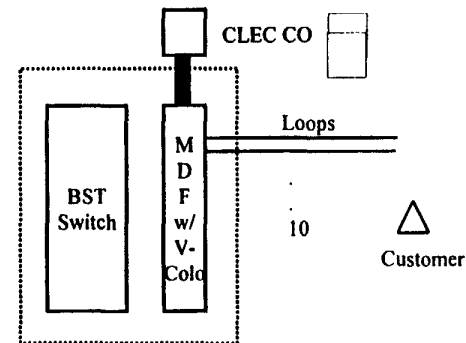 CLEC CO
Loops
M
D
F
w/
V-
Colo
BST
Switch
10
Customer